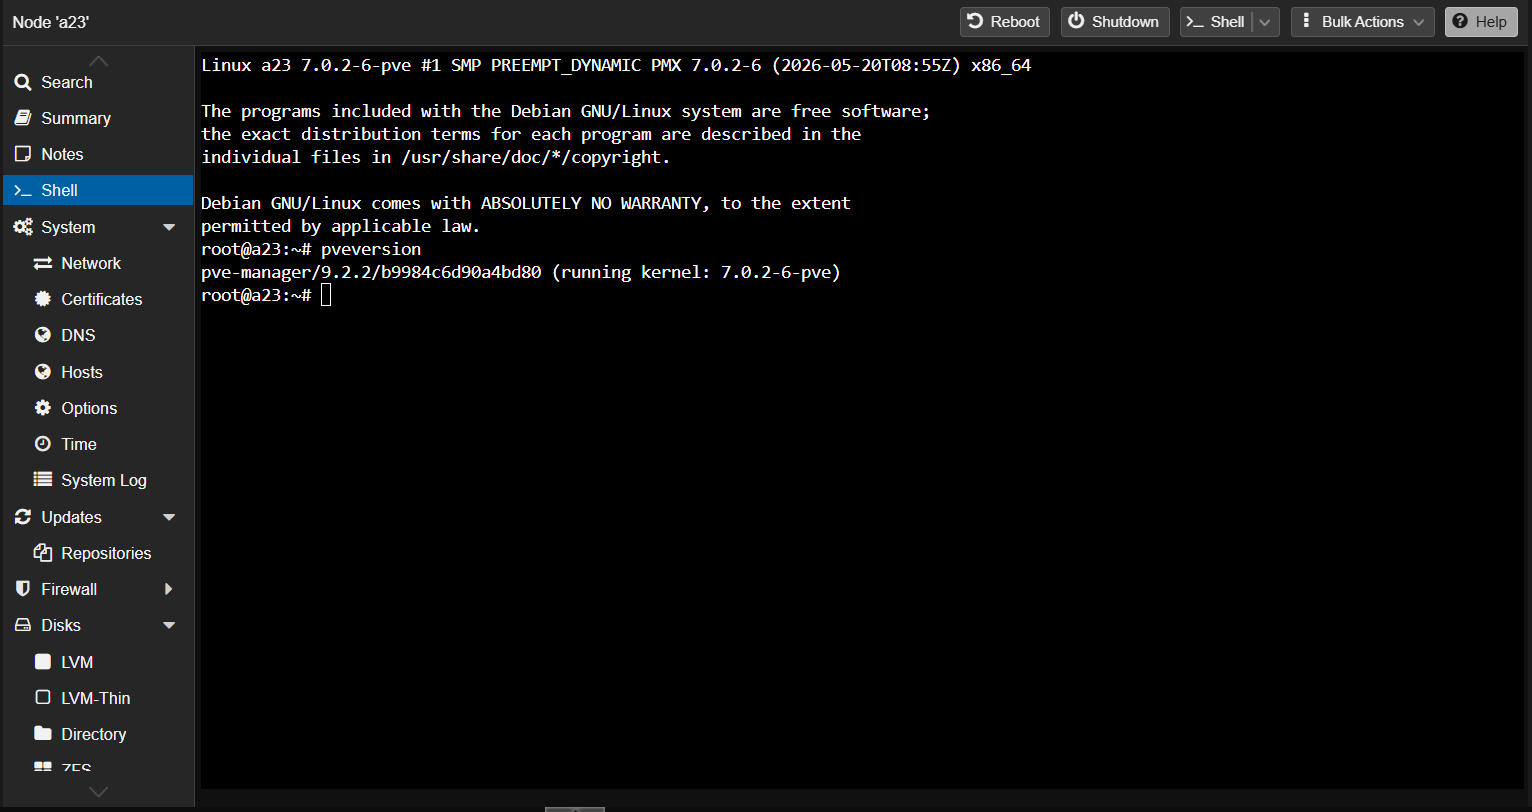 Node 'a23'
Reboot
Shutdown
Shell
Bulk Actions
Help
Search
Summary
Notes
Shell
System
Network
Certificates
DNS
Hosts
Options
Time
System Log
Updates
Repositories
Firewall
Disks
LVM
LVM-Thin
Directory
ZFS
Linux a23 7.0.2-6-pve #1 SMP PREEMPT_DYNAMIC PMX 7.0.2-6 (2026-05-20T08:55Z) x86_64
The programs included with the Debian GNU/Linux system are free software;
the exact distribution terms for each program are described in the
individual files in /usr/share/doc/*/copyright.
Debian GNU/Linux comes with ABSOLUTELY NO WARRANTY, to the extent
permitted by applicable law.
root@a23:~# pveversion
pve-manager/9.2.2/b9984c6d90a4bd80 (running kernel: 7.0.2-6-pve)
root@a23:~#